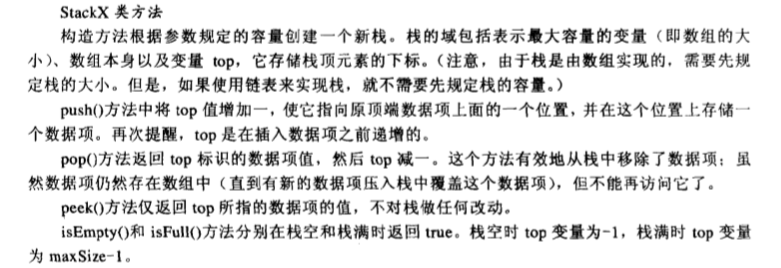 StackX 类方法
构造方法根据参数规定的容量创建一个新栈。栈的域包括表示最大容量的变量（即数组的大
小）、数组本身以及变量 top，它存储栈顶元素的下标。（注意，由于栈是由数组实现的，需要先规
定栈的大小。但是，如果使用链表来实现栈，就不需要先规定栈的容量。）
push()方法中将 top 值增加一，使它指向原顶端数据项上面的一个位置，并在这个位置上存储一
个数据项。再次提醒，top 是在插入数据项之前递增的。
pop()方法返回 top 标识的数据项值，然后 top 减一。这个方法有效地从栈中移除了数据项；虽
然数据项仍然存在数组中（直到有新的数据项压入栈中覆盖这个数据项），但不能再访问它了。
peek()方法仅返回 top 所指的数据项的值，不对栈做任何改动。
isEmpty()和 isFull()方法分别在栈空和栈满时返回 true。栈空时 top 变量为-1，栈满时 top 变量
为 maxSize-1。